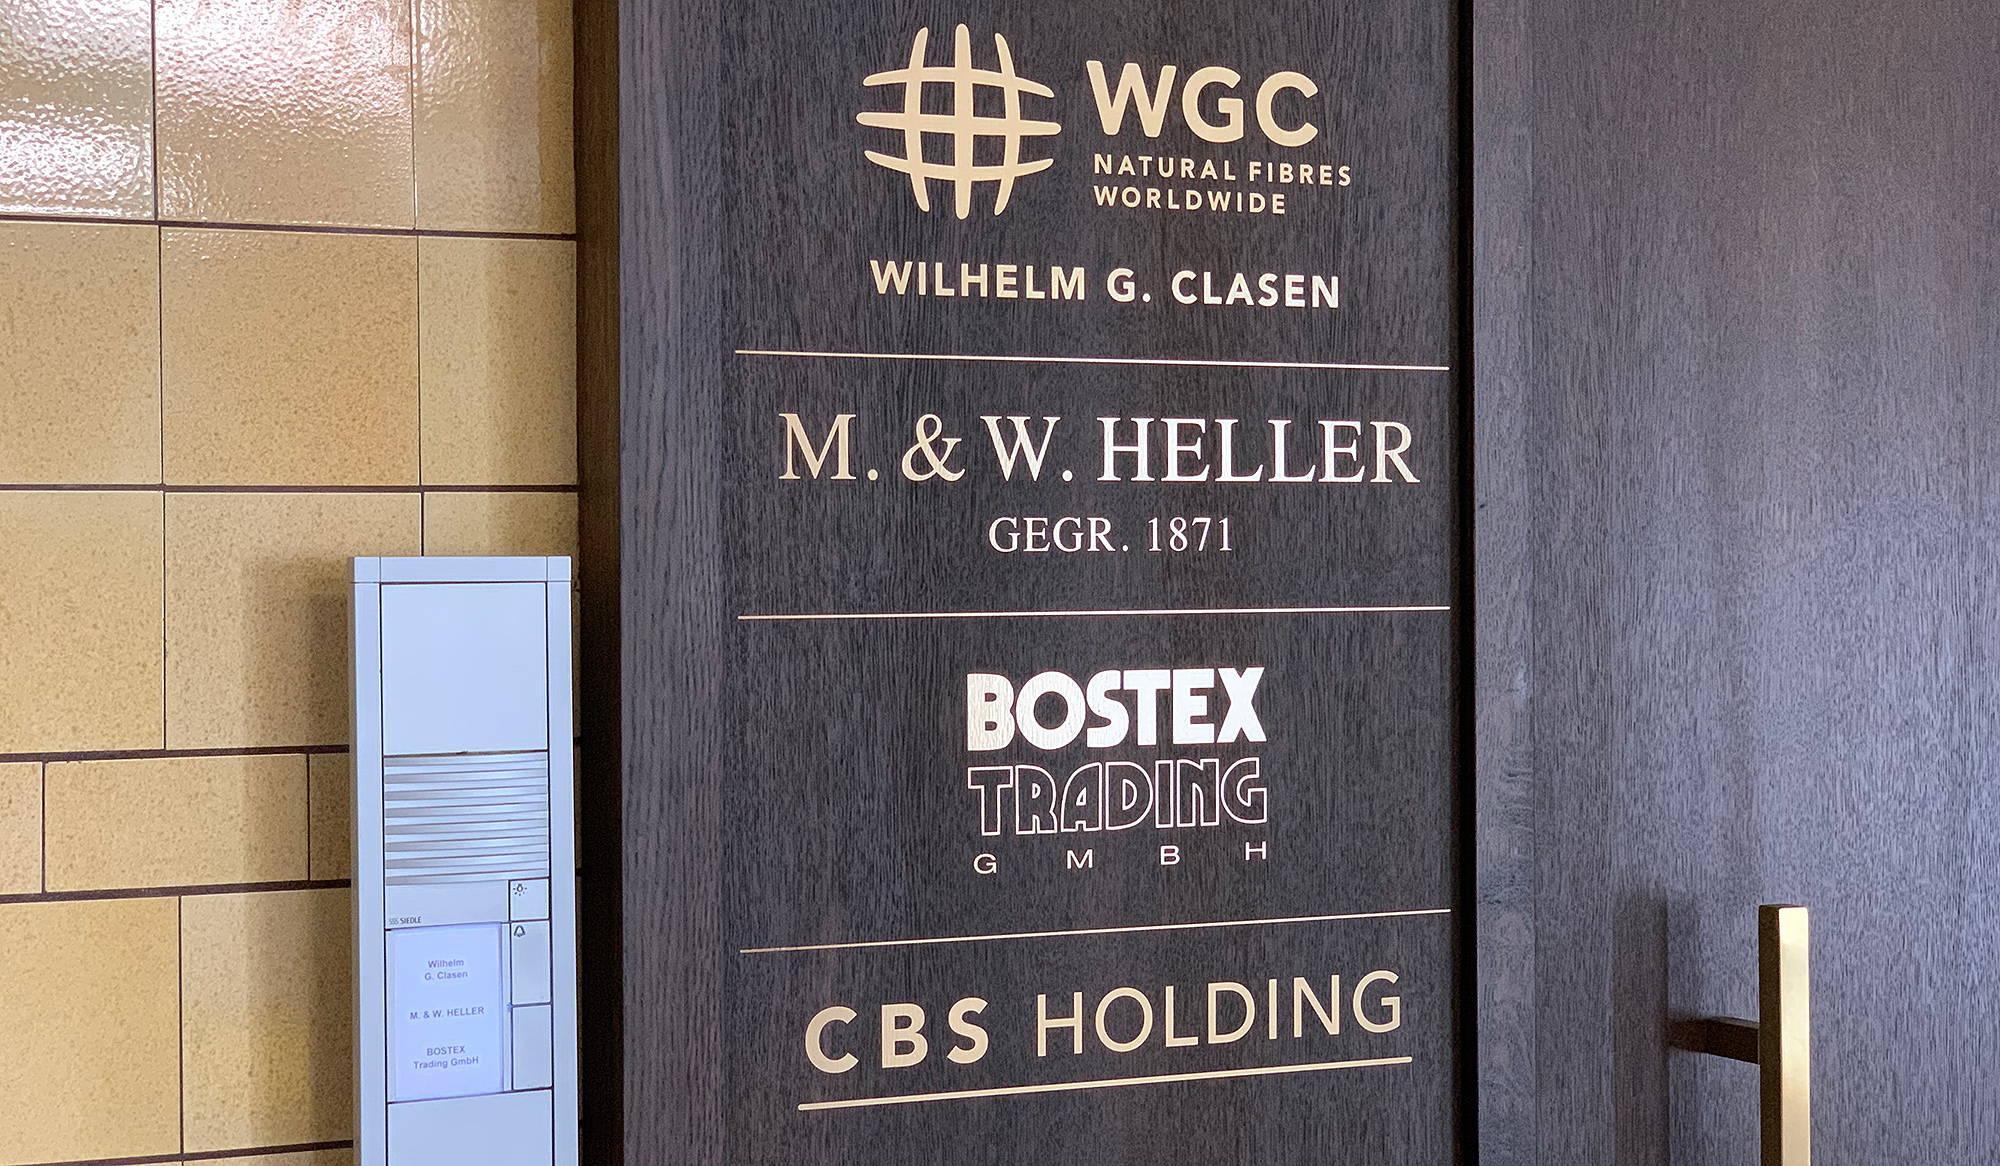 WGC
NATURAL FIBRES
WORLDWIDE
WILHELM G. CLASEN
M. & W. HELLER
GEGR. 1871
BOSTEX
TRADING
GMBH
CBS HOLDING
SSS SIEDLE
Wilhelm
G. Clasen
M. & W. HELLER
BOSTEX
Trading GmbH